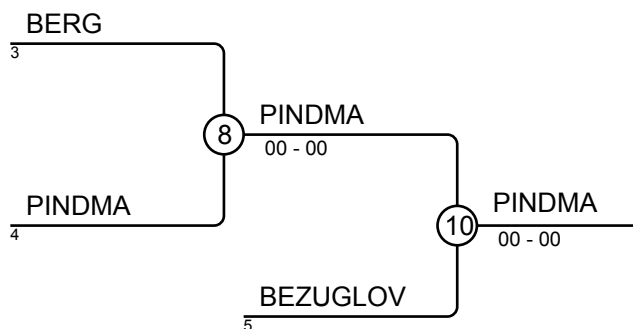 BERG
3
8
PINDMA
00 - 00
PINDMA
4
10
PINDMA
00 - 00
BEZUGLOV
5